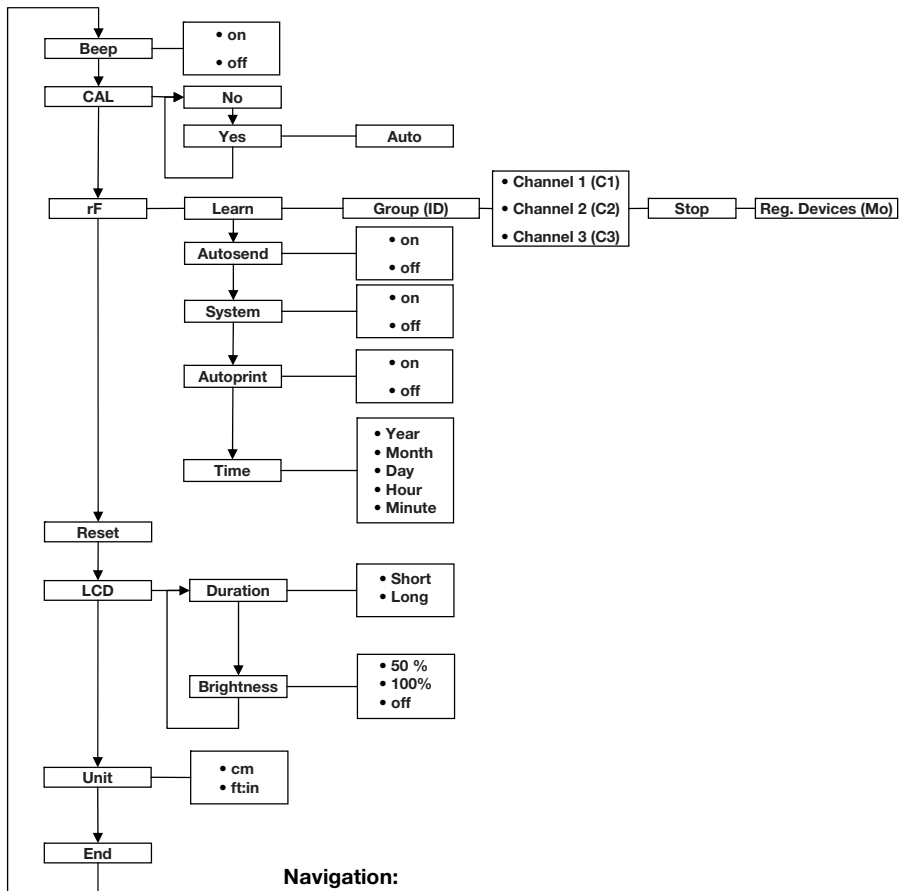 Beep
• on
• off
CAL
No
Yes
Auto
rF
Learn
Group (ID)
• Channel 1 (C1)
• Channel 2 (C2)
• Channel 3 (C3)
Stop
Reg. Devices (Mo)
Autosend
• on
• off
System
• on
• off
Autoprint
• on
• off
Time
• Year
• Month
• Day
• Hour
• Minute
Reset
LCD
Duration
• Short
• Long
Brightness
• 50 %
• 100%
• off
Unit
• cm
• ft:in
End
Navigation: